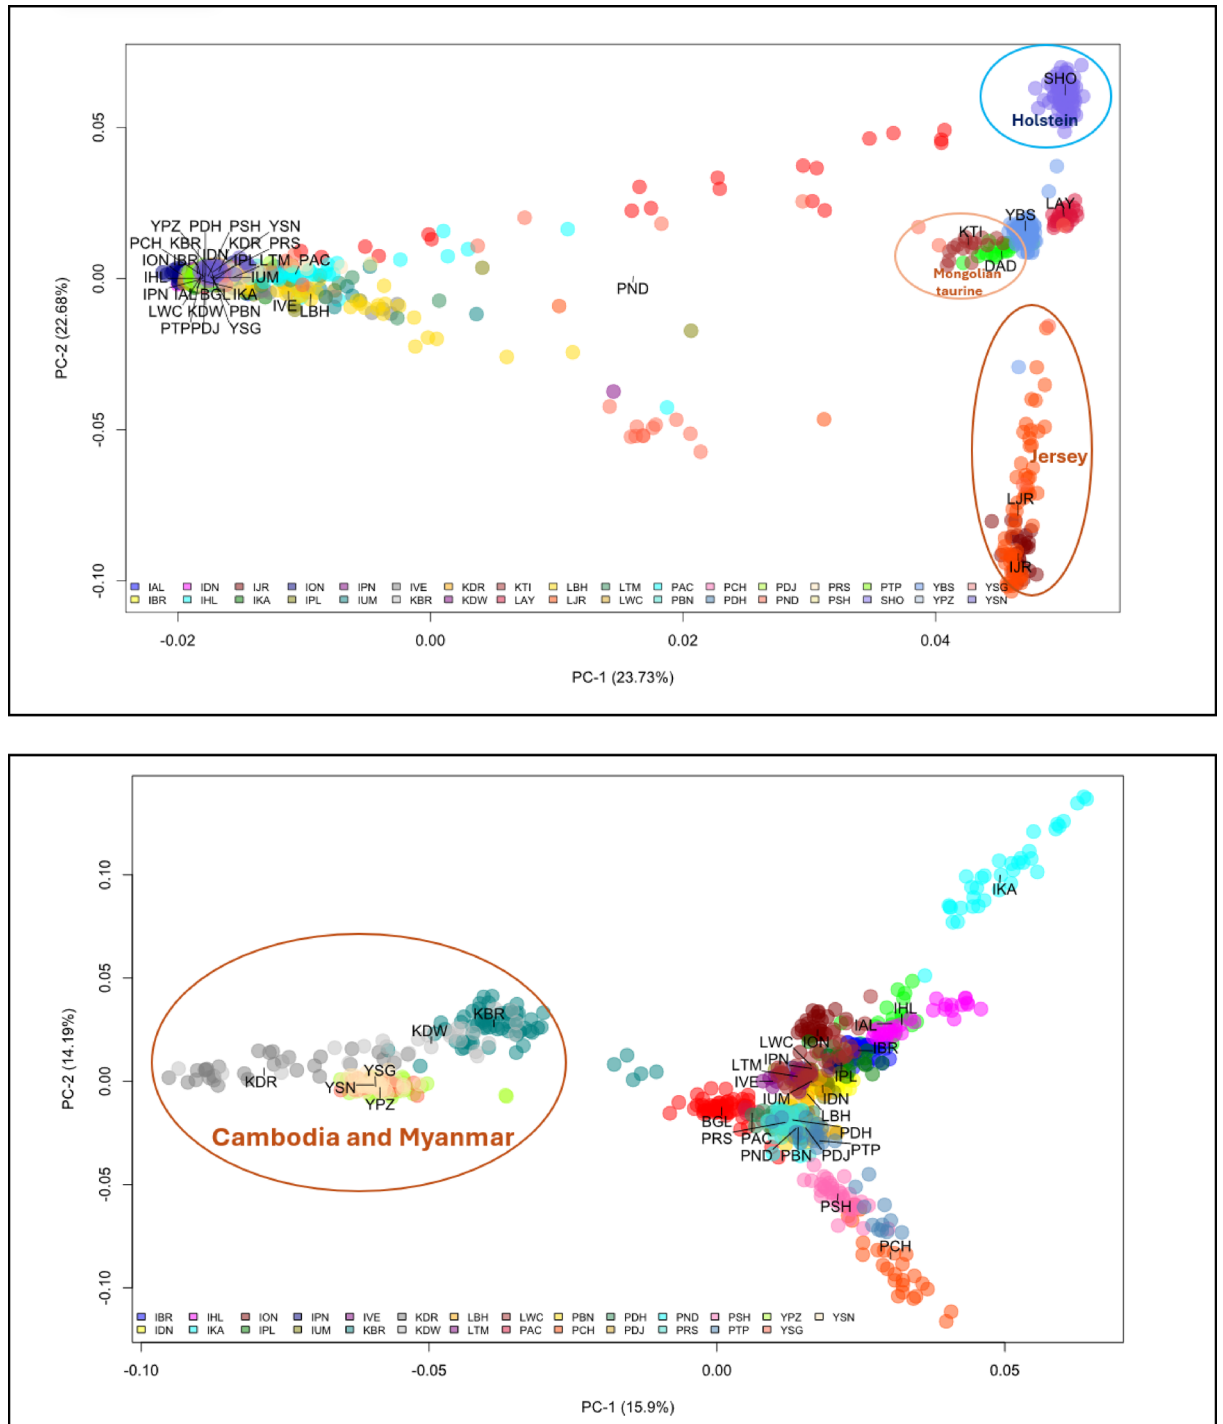 SHO
Holstein
0.05
LAY
YBS
YPZ PDH PSH YSN
KTI
PCH KBR KDR PRS
IDN
ION IBR IPL LTM PAC
DAD
PC-2 (22.68%)
0.00
IHL IUM
Mongolian
taurine
PND
IPN IAL BGL IKA IVE
LWC KDW PBN LBH
PTP PDJ YSG
-0.05
Jersey
LJR
IJR
-0.10
IAL IDN IJR ION IPN IVE KDR KTI LBH LTM PAC PCH PDJ PRS PTP YBS YSG
IBR IHL IKA IPL IUM KBR KDW LAY LJR LWC PBN PDH PND PSH SHO YPZ YSN
-0.02 0.00 0.02 0.04
PC-1 (23.73%)
0.10
IKA
0.05
IHL
KBR
IAL
KDW
LWC ION
IBR
PC-2 (14.19%)
IPN
LTM
YSG
IPL
0.00
KDR YSN IVE
YPZ
IUM IDN
LBH
BGL
Cambodia and Myanmar
PRS PAC PDH
PTP
PND PBN PDJ
-0.05
PSH
PCH
-0.10
IBR IHL ION IPN IVE KDR LBH LWC PBN PDH PND PSH YPZ YSN
IDN IKA IPL IUM KBR KDW LTM PAC PCH PDJ PRS PTP YSG
-0.10 -0.05 0.00 0.05
PC-1 (15.9%)